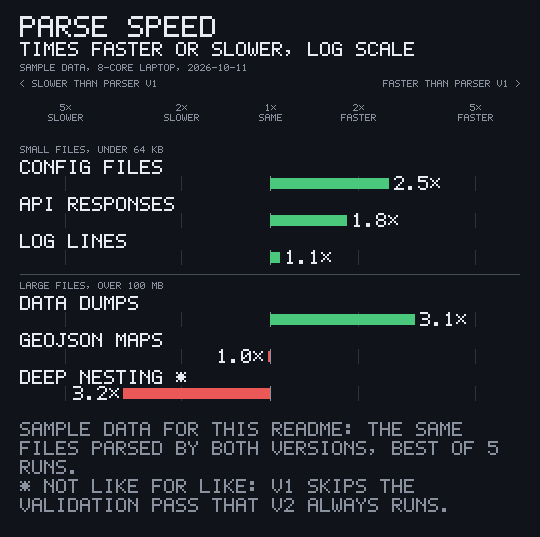 PARSE SPEED
TIMES FASTER OR SLOWER, LOG SCALE
SAMPLE DATA, 8-CORE LAPTOP, 2026-10-11
< SLOWER THAN PARSER V1 FASTER THAN PARSER V1 >
5× 2× 1× 2× 5×
SLOWER SLOWER SAME FASTER FASTER
SMALL FILES, UNDER 64 KB
CONFIG FILES
2.5×
API RESPONSES
1.8×
LOG LINES
1.1×
LARGE FILES, OVER 100 MB
DATA DUMPS
3.1×
GEOJSON MAPS
1.0×
DEEP NESTING *
3.2×
SAMPLE DATA FOR THIS README: THE SAME
FILES PARSED BY BOTH VERSIONS, BEST OF 5
RUNS.
* NOT LIKE FOR LIKE: V1 SKIPS THE
VALIDATION PASS THAT V2 ALWAYS RUNS.